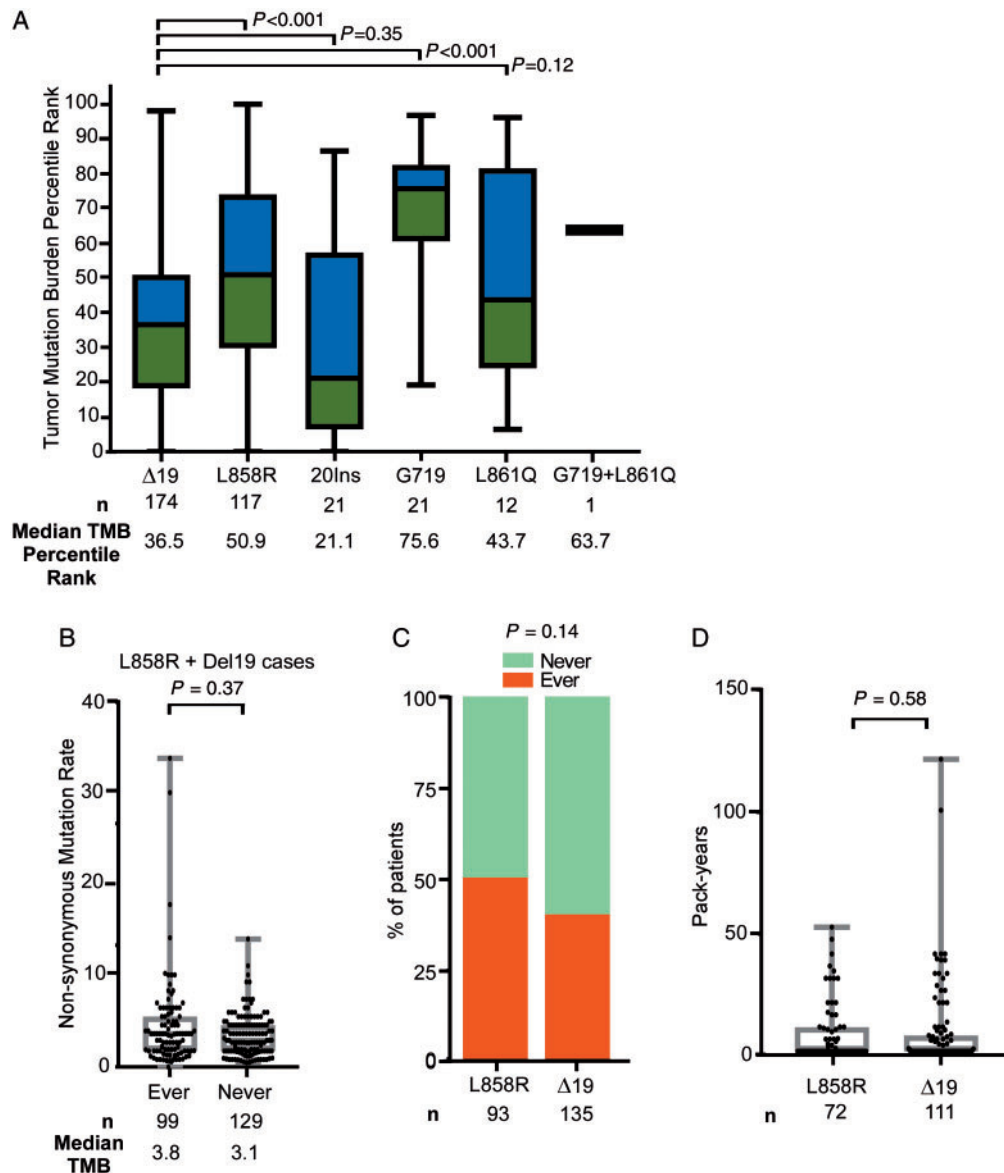 A
P<0.001
P=0.35
P<0.001
P=0.12
Tumor Mutation Burden Percentile Rank
100
90
80
70
60
50
40
30
20
10
0
Δ19 L858R 20Ins G719 L861Q G719+L861Q
n 174 117 21 21 12 1
Median TMB Percentile Rank
36.5 50.9 21.1 75.6 43.7 63.7
B
L858R + Del19 cases
P = 0.37
Non-synonymous Mutation Rate
40
30
20
10
0
Ever Never
n 99 129
Median TMB
3.8 3.1
C
P = 0.14
Never
Ever
% of patients
100
75
50
25
0
L858R Δ19
n 93 135
D
P = 0.58
Pack-years
150
100
50
0
L858R Δ19
n 72 111